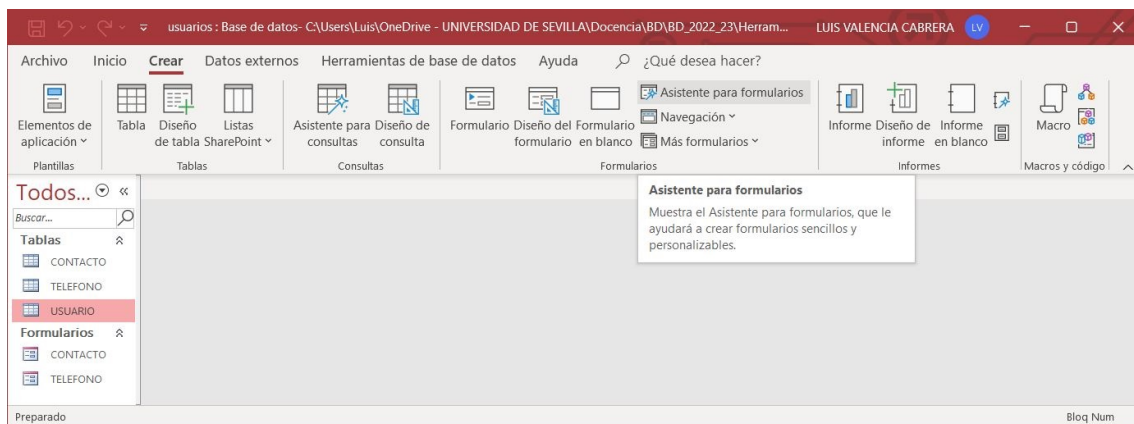 usuarios : Base de datos- C:\Users\Luis\OneDrive - UNIVERSIDAD DE SEVILLA\Docencia\BD\BD_2022_23\Herram... LUIS VALENCIA CABRERA LV
Archivo Inicio Crear Datos externos Herramientas de base de datos Ayuda ¿Qué desea hacer?
Elementos de aplicación
Tabla
Diseño de tabla
Listas SharePoint
Asistente para consultas
Diseño de consulta
Formulario
Diseño del formulario
Formulario en blanco
Asistente para formularios
Navegación
Más formularios
Informe
Diseño de informe
Informe en blanco
Macro
Plantillas Tablas Consultas Formularios Informes Macros y código
Todos...
Buscar...
Tablas
CONTACTO
TELEFONO
USUARIO
Formularios
CONTACTO
TELEFONO
Asistente para formularios
Muestra el Asistente para formularios, que le
ayudará a crear formularios sencillos y
personalizables.
Preparado Bloq Num